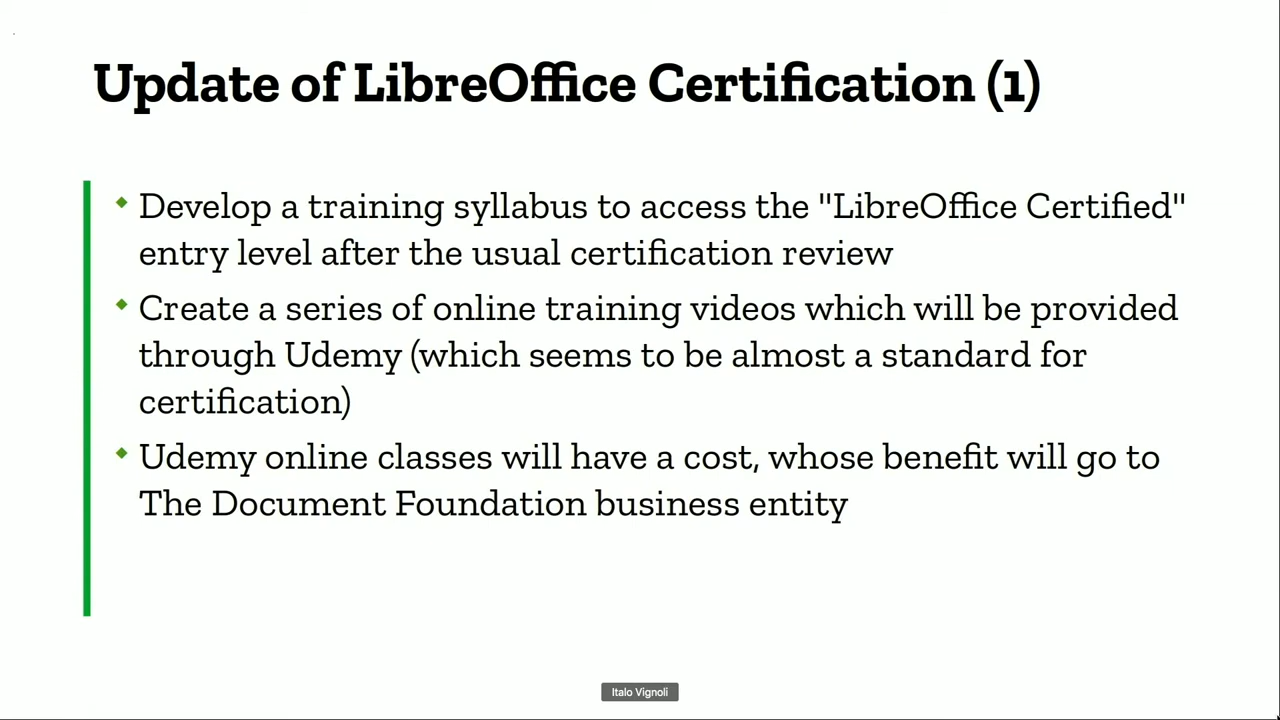 Update of LibreOffice Certification (1)
Develop a training syllabus to access the "LibreOffice Certified"
entry level after the usual certification review
Create a series of online training videos which will be provided
through Udemy (which seems to be almost a standard for
certification)
Udemy online classes will have a cost, whose benefit will go to
The Document Foundation business entity
Italo Vignoli